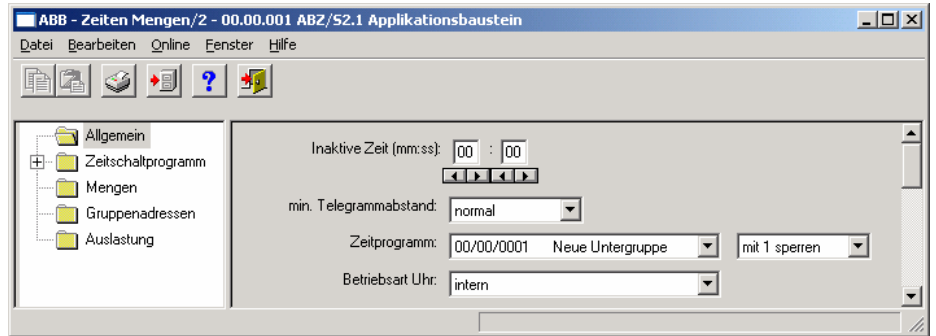 ABB - Zeiten Mengen/2 - 00.00.001 ABZ/S2.1 Applikationsbaustein
Datei Bearbeiten Online Fenster Hilfe
?
Allgemein
Zeitschaltprogramm
Mengen
Gruppenadressen
Auslastung
Inaktive Zeit (mm:ss): 00 : 00
min. Telegrammabstand: normal
Zeitprogramm: 00/00/0001 Neue Untergruppe mit 1 sperren
Betriebsart Uhr: intern